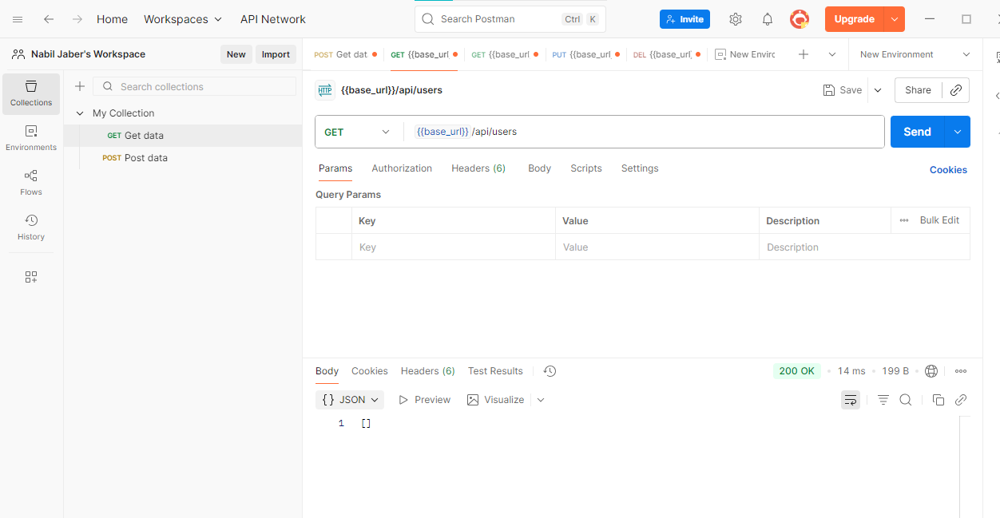 Home Workspaces API Network Search Postman Ctrl K Invite Upgrade
Nabil Jaber's Workspace New Import
POST Get dat GET {{base_url GET {{base_url PUT {{base_url, DEL {{base_url, New Enviro New Environment
Collections
Search collections
{{base_url}}/api/users Save Share
My Collection
GET Get data
POST Post data
Environments
Flows
History
GET {{base_url}} /api/users Send
Params Authorization Headers (6) Body Scripts Settings Cookies
Query Params
Key Value Description Bulk Edit
Key Value Description
Body Cookies Headers (6) Test Results 200 OK 14 ms 199 B
{} JSON Preview Visualize
1 []